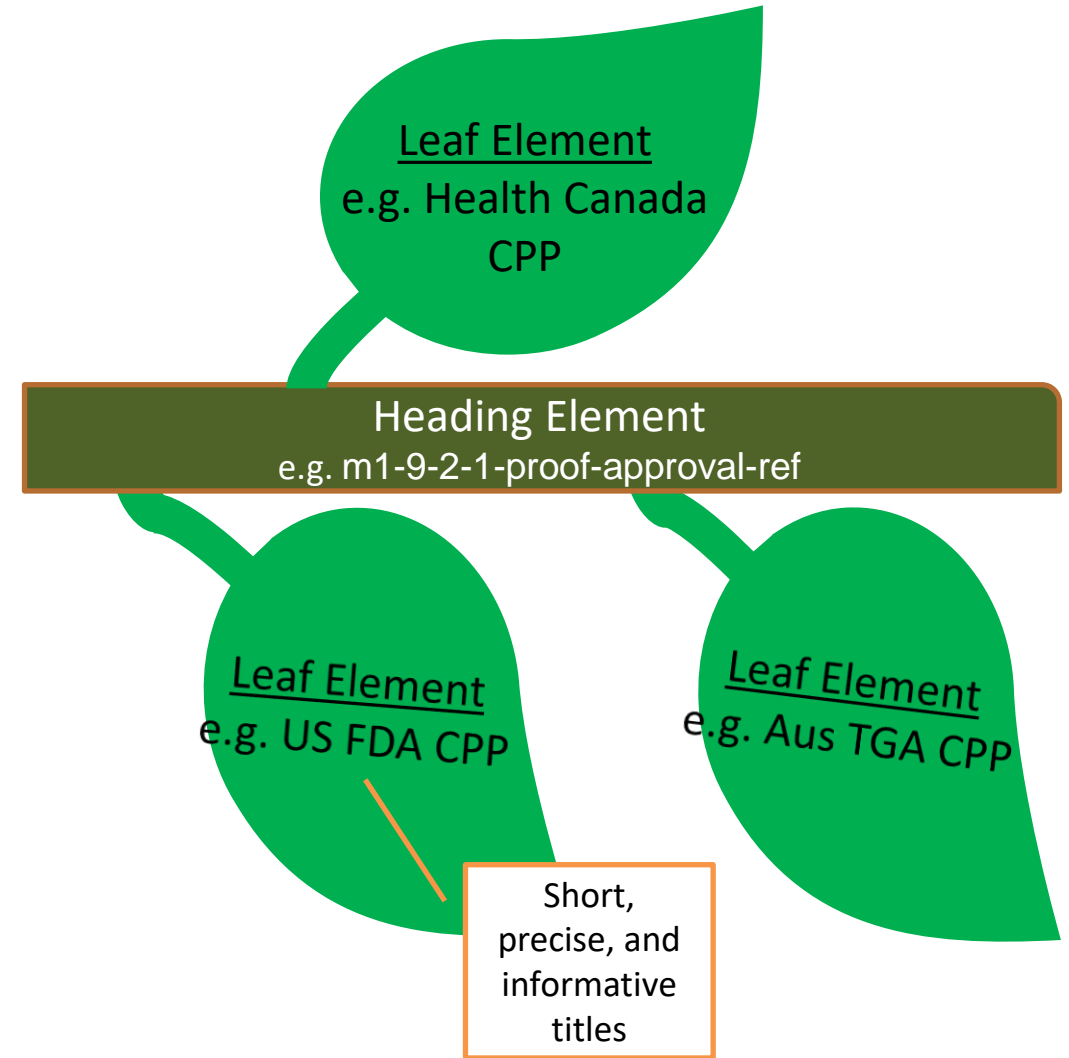 Leaf Element
e.g. Health Canada
CPP
Heading Element
e.g. m1-9-2-1-proof-approval-ref
Leaf Element
e.g. US FDA CPP
Leaf Element
e.g. Aus TGA CPP
Short,
precise, and
informative
titles